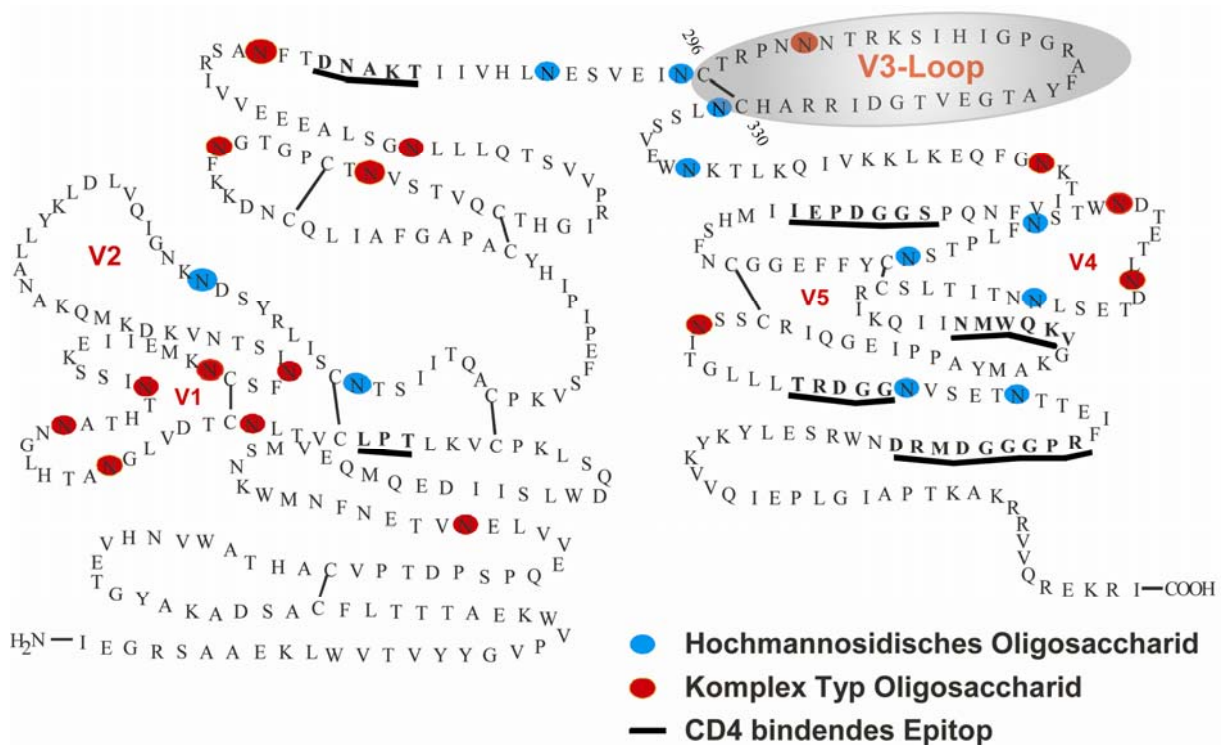 S A N F T D N A K T I I V H L N E S V E I N C T R P N N N T R K S I H I G P G R A F
296
V3-Loop
R I V V E E E A L S G N L L L Q T S V V P R
C H A R R I D G T V E G T A Y
330
V S S L N
E W N K T L K Q I V K K L K E Q F G N K T I
F N G T G P C T N V S T V Q C T H G I
K K D N C Q L I A F G A P A C Y H I P I P E F S V K P C A Q T I I S T N C S I L R Y S D N K N G I Q V L D L K Y L L
V2
N A N A K Q M K D K V N T S I N F S C N K M E I I E K S S I N T H T A N N G L H T A N G L V D T C N L T V C L P T L K V C P K L S Q
V1
S F N S H M I I E P D G G S P Q N F V
F N S T W N D T E T L N D T E S L N N T I T L S C R I K Q I I N M W Q K V G
V4
C G G E F F Y C N S T P L F
V5
N S S C R I Q G E I P P A Y M A K
I T G L L L T R D G G N V S E T N T T E I F
N S M V E Q M Q E D I I S L W D
K W M N F N E T V N E L V V E
K Y K Y L E S R W N D R M D G G G P R
V V Q I E P L G I A P T K A K R R V V Q R E K R I COOH
E V H N V W A T H A C V P T D P S P Q
T G Y A K A D S A C F L T T T A E K W V
H2N I E G R S A A E K L W V T V Y Y G V P
Hochmannosidisches Oligosaccharid
Komplex Typ Oligosaccharid
CD4 bindendes Epitop